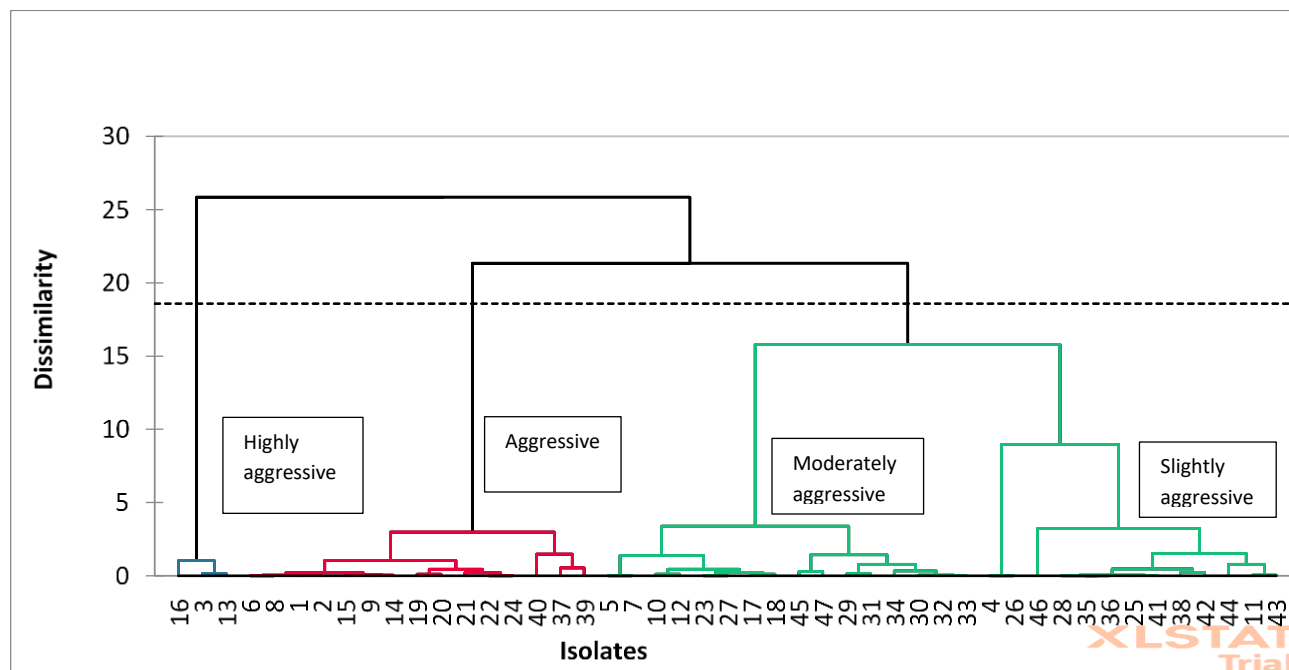 30
25
20
15
10
5
0
Dissimilarity
Highly
aggressive
Aggressive
Moderately
aggressive
Slightly
aggressive
16 3 13 6 8 1 2 15 9 14 19 20 21 22 24 40 37 39 5 7 10 12 23 27 17 18 45 47 29 31 34 30 32 33 4 26 46 28 35 36 25 41 38 42 44 11 43
Isolates
XLSTAT
Trial